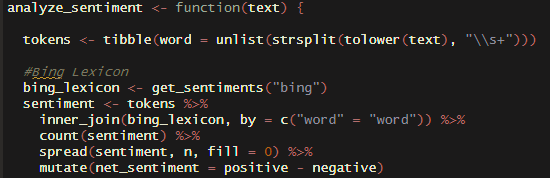 analyze_sentiment <- function(text) {
tokens <- tibble(word = unlist(strsplit(tolower(text), "\\s+")))
#Bing Lexicon
bing_lexicon <- get_sentiments("bing")
sentiment <- tokens %>%
inner_join(bing_lexicon, by = c("word" = "word")) %>%
count(sentiment) %>%
spread(sentiment, n, fill = 0) %>%
mutate(net_sentiment = positive - negative)